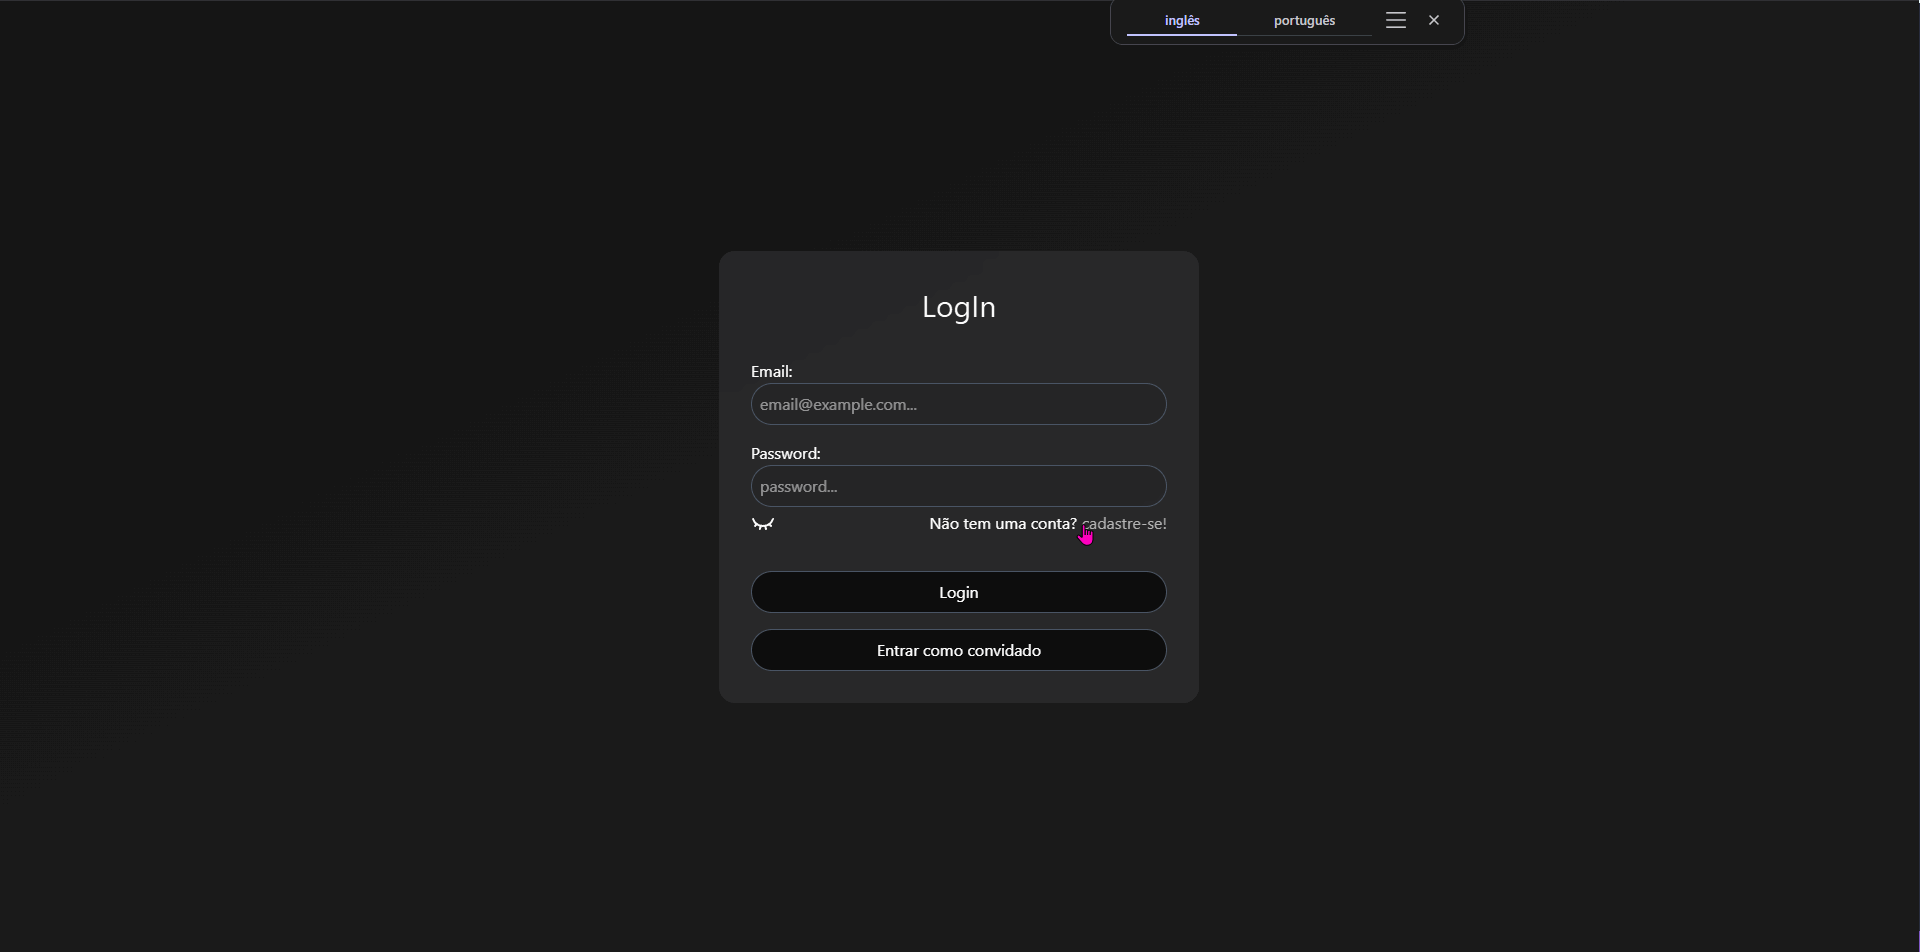 inglês português
LogIn
Email:
email@example.com...
Password:
password...
Não tem uma conta? cadastre-se!
Login
Entrar como convidado